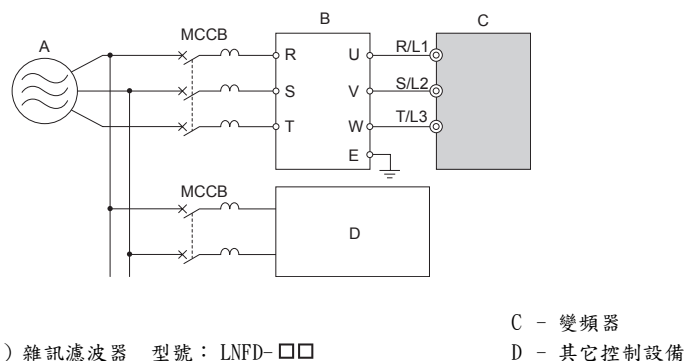 B
C
A
MCCB
R
U
R/L1
S
V
S/L2
T
W
T/L3
E
MCCB
D
C - 變頻器
) 雜訊濾波器 型號：LNFD-□□
D - 其它控制設備